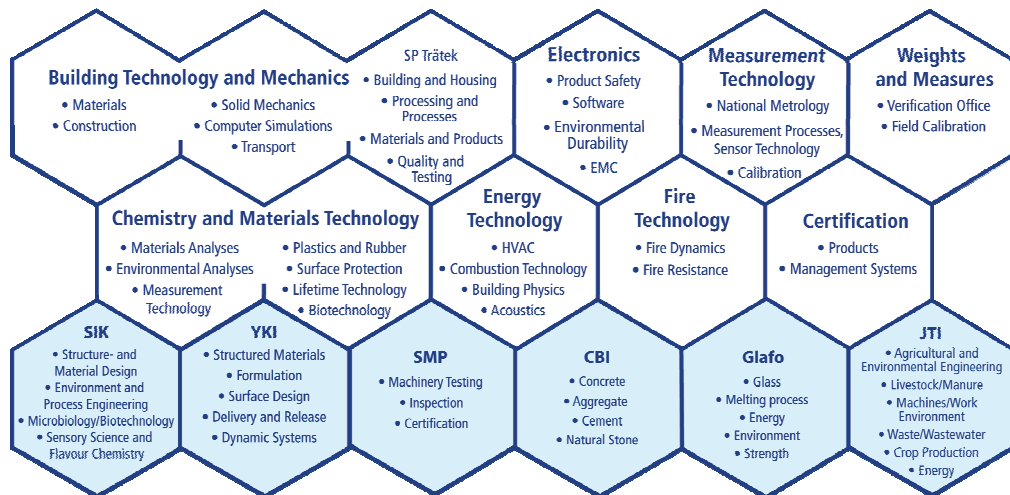 Building Technology and Mechanics
• Materials
• Construction
• Solid Mechanics
• Computer Simulations
• Transport
SP Trätek
• Building and Housing
• Processing and
Processes
• Materials and Products
• Quality and
Testing
Electronics
• Product Safety
• Software
• Environmental
Durability
• EMC
Measurement
Technology
• National Metrology
• Measurement Processes,
Sensor Technology
• Calibration
Weights
and Measures
• Verification Office
• Field Calibration
Chemistry and Materials Technology
• Materials Analyses
• Environmental Analyses
• Measurement
Technology
• Plastics and Rubber
• Surface Protection
• Lifetime Technology
• Biotechnology
Energy
Technology
• HVAC
• Combustion Technology
• Building Physics
• Acoustics
Fire
Technology
• Fire Dynamics
• Fire Resistance
Certification
• Products
• Management Systems
SIK
• Structure- and
Material Design
• Environment and
Process Engineering
• Microbiology/Biotechnology
• Sensory Science and
Flavour Chemistry
YKI
• Structured Materials
• Formulation
• Surface Design
• Delivery and Release
• Dynamic Systems
SMP
• Machinery Testing
• Inspection
• Certification
CBI
• Concrete
• Aggregate
• Cement
• Natural Stone
Glafo
• Glass
• Melting process
• Energy
• Environment
• Strength
JTI
• Agricultural and
Environmental Engineering
• Livestock/Manure
• Machines/Work
Environment
• Waste/Wastewater
• Crop Production
• Energy